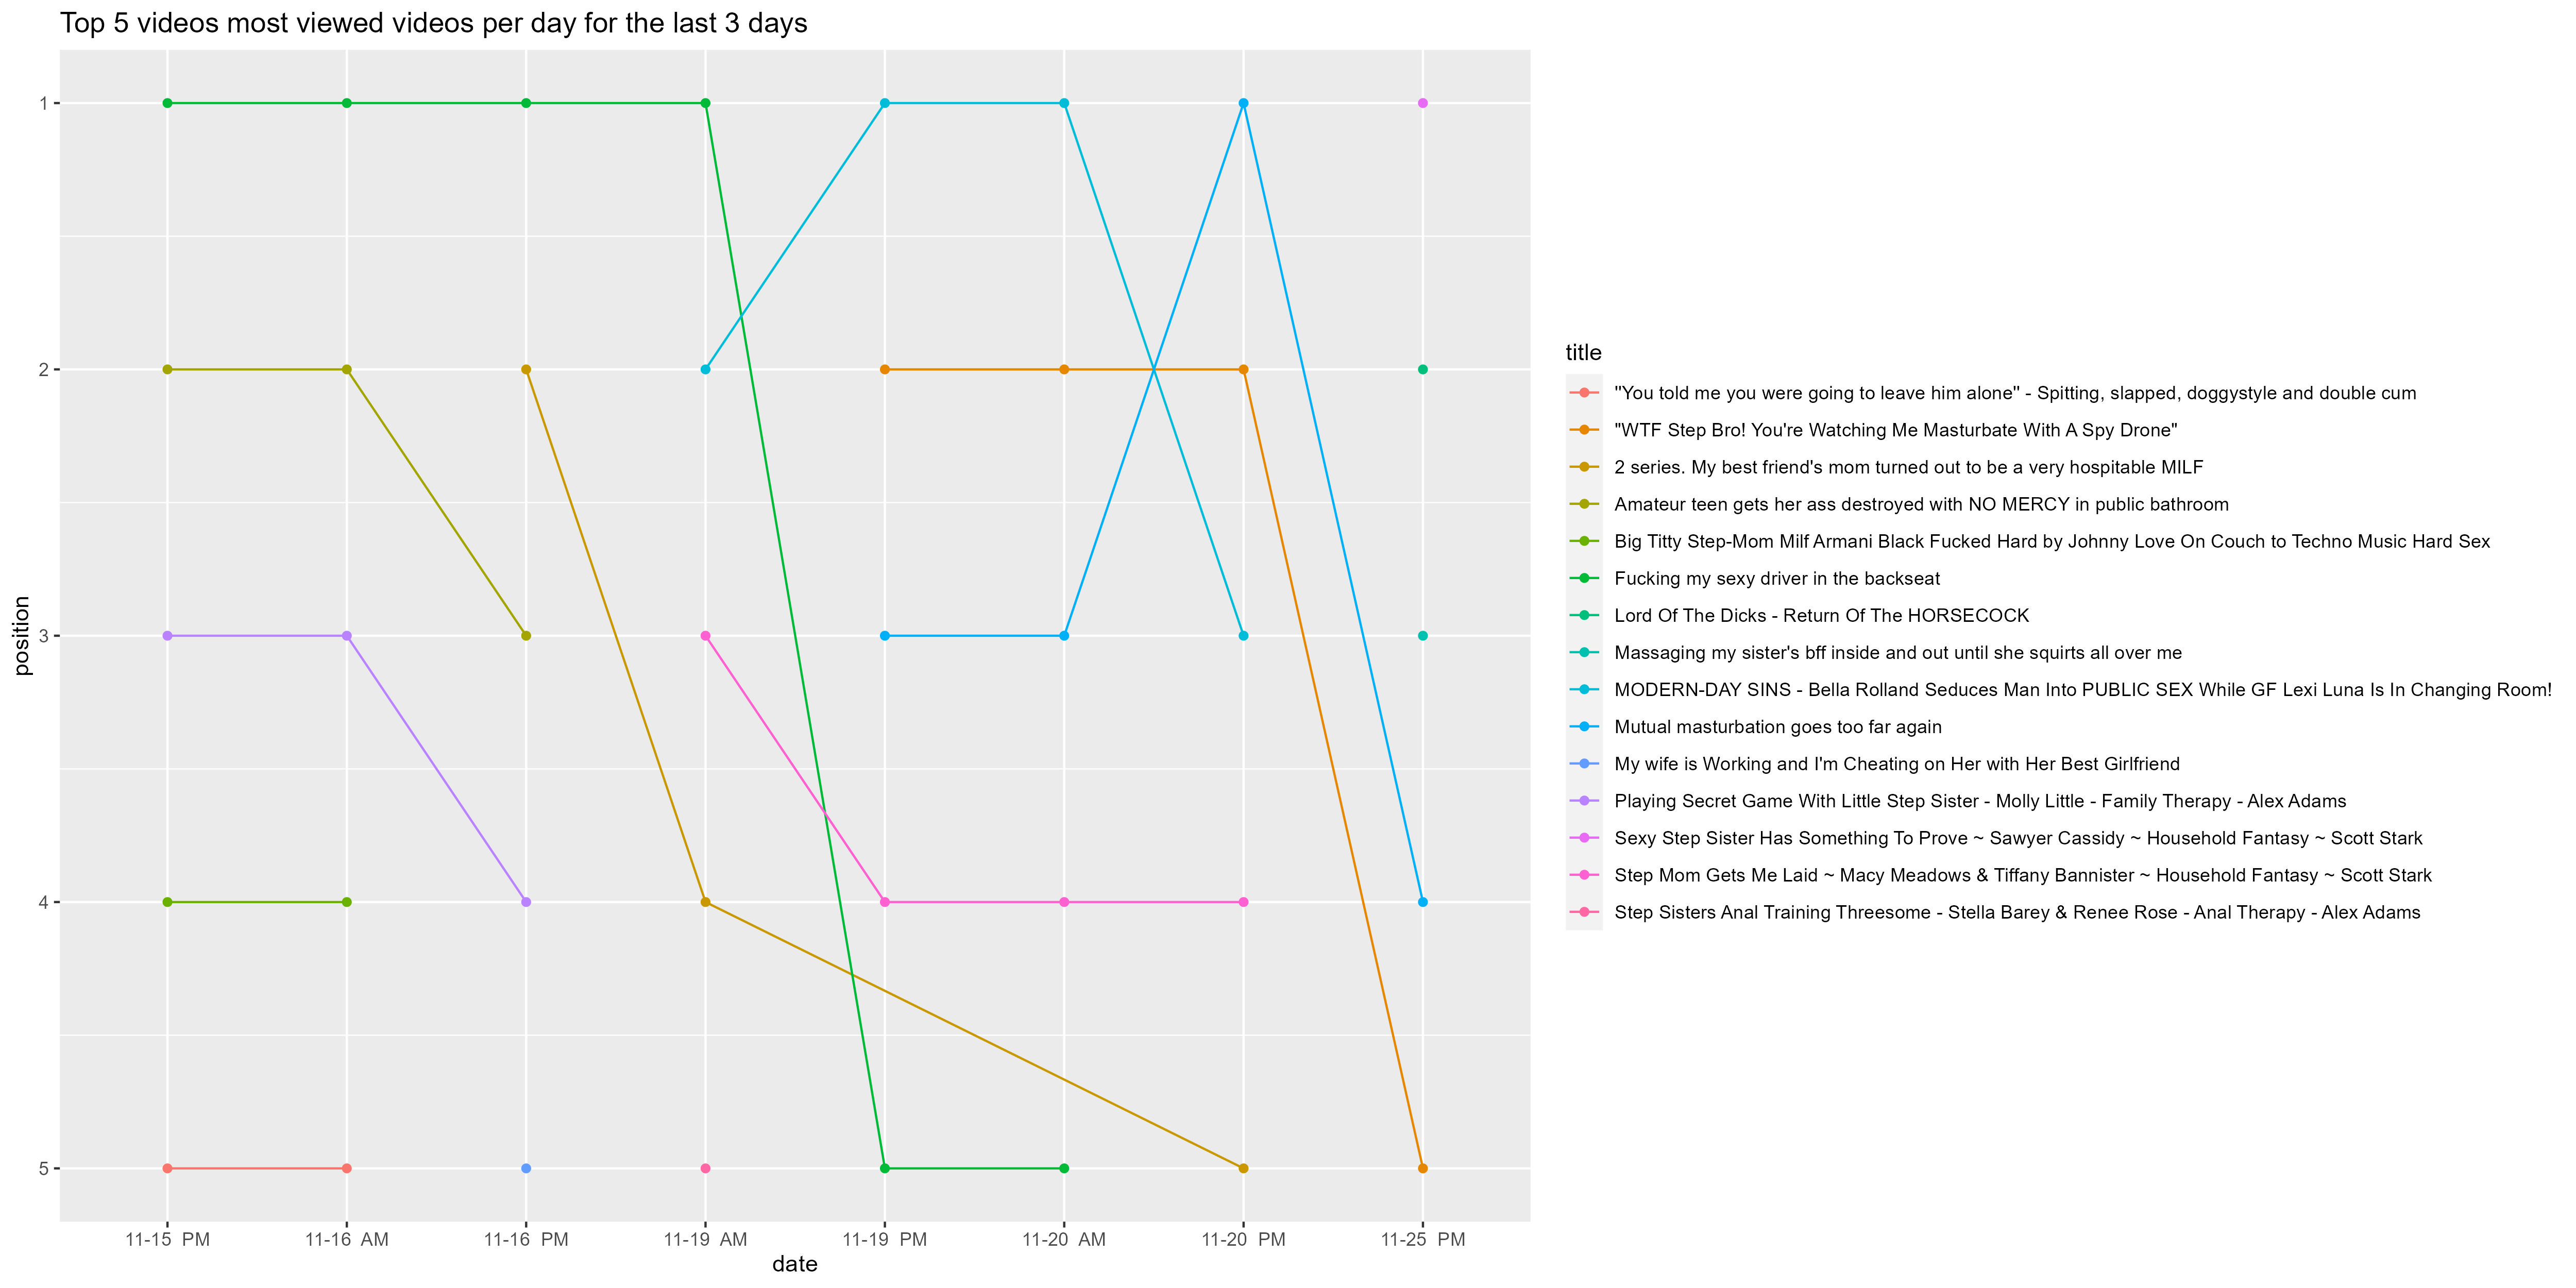 Top 5 videos most viewed videos per day for the last 3 days
position
1
2
3
4
5
11-15 PM
11-16 AM
11-16 PM
11-19 AM
11-19 PM
11-20 AM
11-20 PM
11-25 PM
date
title
"You told me you were going to leave him alone" - Spitting, slapped, doggystyle and double cum
"WTF Step Bro! You're Watching Me Masturbate With A Spy Drone"
2 series. My best friend's mom turned out to be a very hospitable MILF
Amateur teen gets her ass destroyed with NO MERCY in public bathroom
Big Titty Step-Mom Milf Armani Black Fucked Hard by Johnny Love On Couch to Techno Music Hard Sex
Fucking my sexy driver in the backseat
Lord Of The Dicks - Return Of The HORSECOCK
Massaging my sister's bff inside and out until she squirts all over me
MODERN-DAY SINS - Bella Rolland Seduces Man Into PUBLIC SEX While GF Lexi Luna Is In Changing Room!
Mutual masturbation goes too far again
My wife is Working and I'm Cheating on Her with Her Best Girlfriend
Playing Secret Game With Little Step Sister - Molly Little - Family Therapy - Alex Adams
Sexy Step Sister Has Something To Prove ~ Sawyer Cassidy ~ Household Fantasy ~ Scott Stark
Step Mom Gets Me Laid ~ Macy Meadows & Tiffany Bannister ~ Household Fantasy ~ Scott Stark
Step Sisters Anal Training Threesome - Stella Barey & Renee Rose - Anal Therapy - Alex Adams